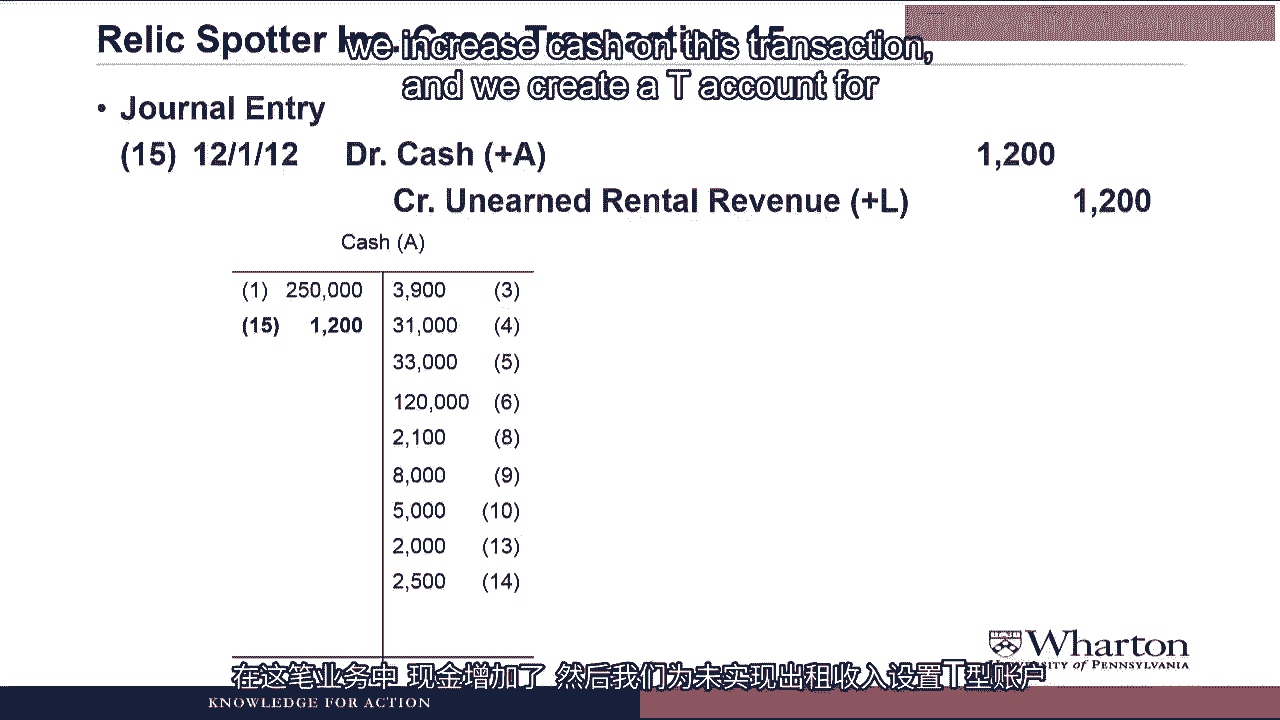 Relic Spotter Inc. Case: Transaction 15
we increase cash on this transaction,
and we create a T account for
• Journal Entry
(15) 12/1/12 Dr. Cash (+A) 1,200
Cr. Unearned Rental Revenue (+L) 1,200
Cash (A)
(1) 250,000 3,900 (3)
(15) 1,200 31,000 (4)
33,000 (5)
120,000 (6)
2,100 (8)
8,000 (9)
5,000 (10)
2,000 (13)
2,500 (14)
Wharton
University of Pennsylvania
在这笔业务中 现金增加了 然后我们为未实现出租收入设置T型账户
KNOWLEDGE FOR ACTION